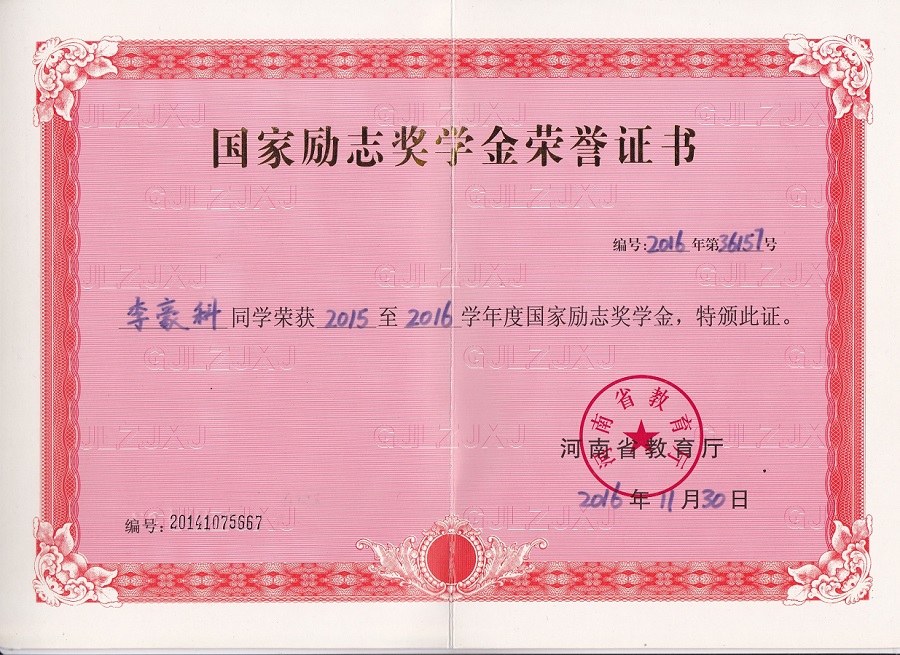 国家励志奖学金荣誉证书
编号:2016年第36157号
李豪科同学荣获2015至2016学年度国家励志奖学金，特颁此证。
河南省教育厅
河南省教育厅
2016年11月30日
编号:20141075667
GJLZJXJ